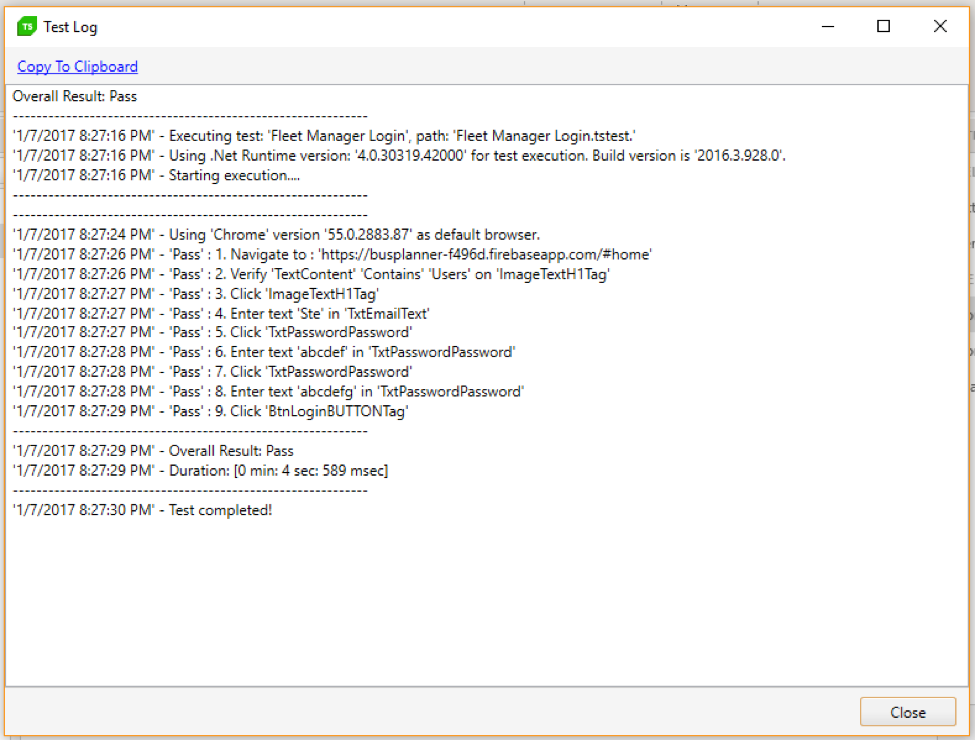 TS Test Log
Copy To Clipboard
Overall Result: Pass
------------------------------------------------------------
'1/7/2017 8:27:16 PM' - Executing test: 'Fleet Manager Login', path: 'Fleet Manager Login.tstest.'
'1/7/2017 8:27:16 PM' - Using .Net Runtime version: '4.0.30319.42000' for test execution. Build version is '2016.3.928.0'.
'1/7/2017 8:27:16 PM' - Starting execution....
------------------------------------------------------------
------------------------------------------------------------
'1/7/2017 8:27:24 PM' - Using 'Chrome' version '55.0.2883.87' as default browser.
'1/7/2017 8:27:26 PM' - 'Pass' : 1. Navigate to : 'https://busplanner-f496d.firebaseapp.com/#home'
'1/7/2017 8:27:26 PM' - 'Pass' : 2. Verify 'TextContent' 'Contains' 'Users' on 'ImageTextH1Tag'
'1/7/2017 8:27:27 PM' - 'Pass' : 3. Click 'ImageTextH1Tag'
'1/7/2017 8:27:27 PM' - 'Pass' : 4. Enter text 'Ste' in 'TxtEmailText'
'1/7/2017 8:27:27 PM' - 'Pass' : 5. Click 'TxtPasswordPassword'
'1/7/2017 8:27:28 PM' - 'Pass' : 6. Enter text 'abcdef' in 'TxtPasswordPassword'
'1/7/2017 8:27:28 PM' - 'Pass' : 7. Click 'TxtPasswordPassword'
'1/7/2017 8:27:28 PM' - 'Pass' : 8. Enter text 'abcdefg' in 'TxtPasswordPassword'
'1/7/2017 8:27:29 PM' - 'Pass' : 9. Click 'BtnLoginBUTTONTag'
------------------------------------------------------------
'1/7/2017 8:27:29 PM' - Overall Result: Pass
'1/7/2017 8:27:29 PM' - Duration: [0 min: 4 sec: 589 msec]
------------------------------------------------------------
'1/7/2017 8:27:30 PM' - Test completed!
Close